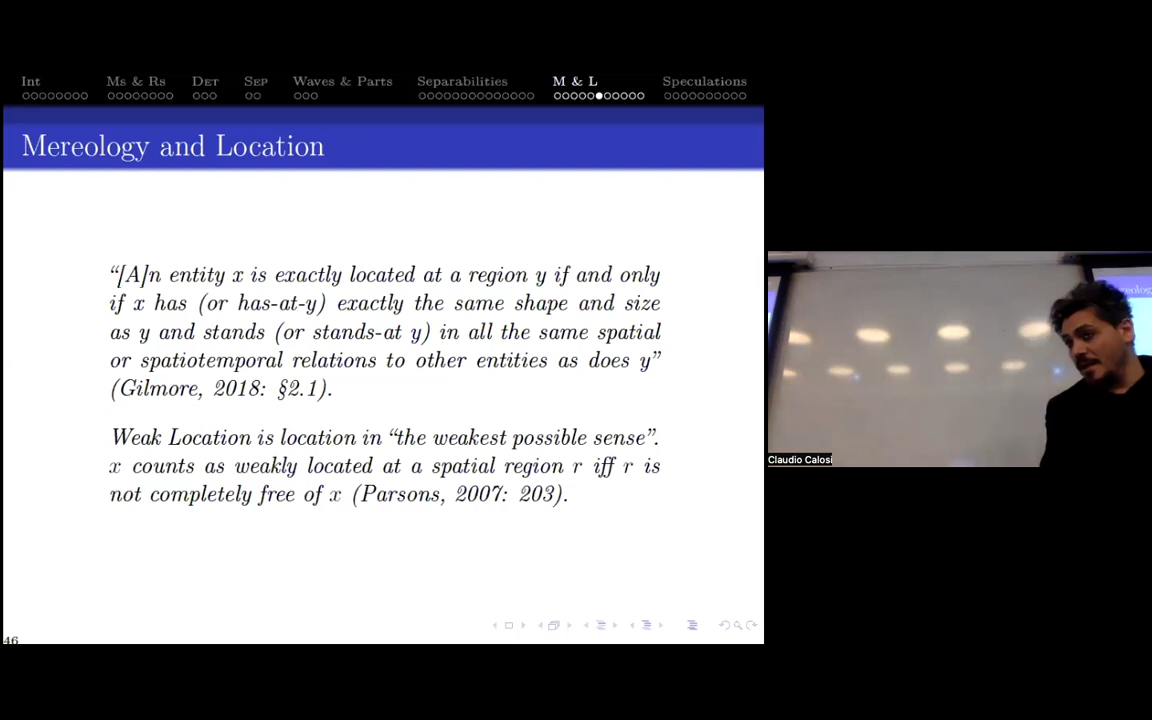 Int Ms & Rs Det Sep Waves & Parts Separabilities M & L Speculations
Mereology and Location
“[A]n entity x is exactly located at a region y if and only
if x has (or has-at-y) exactly the same shape and size
as y and stands (or stands-at y) in all the same spatial
or spatiotemporal relations to other entities as does y”
(Gilmore, 2018: §2.1).
Weak Location is location in “the weakest possible sense”.
x counts as weakly located at a spatial region r iff r is
not completely free of x (Parsons, 2007: 203).
46
Claudio Calosi